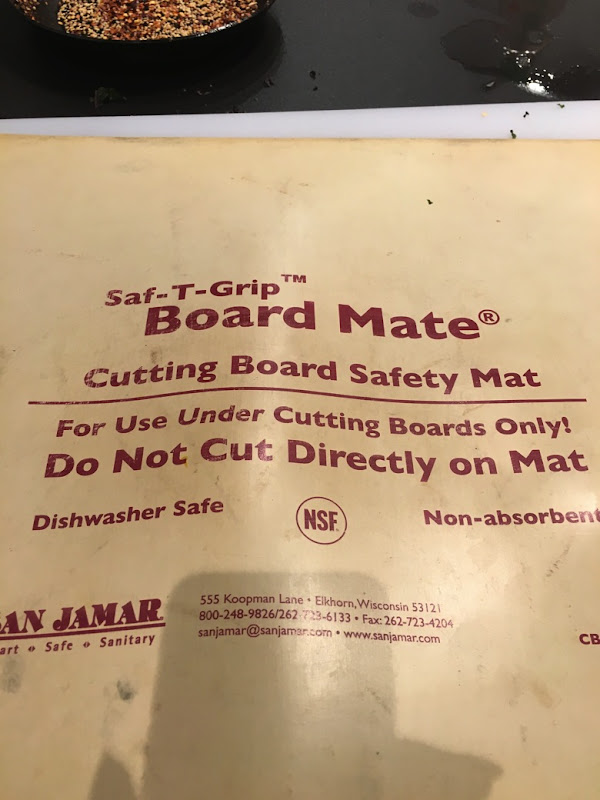 Saf-T-Grip™
Board Mate®
Cutting Board Safety Mat
For Use Under Cutting Boards Only!
Do Not Cut Directly on Mat
Dishwasher Safe
NSF
Non-absorbent
SAN JAMAR
art • Safe • Sanitary
555 Koopman Lane • Elkhorn, Wisconsin 53121
800-248-9826/262-723-6133 • Fax: 262-723-4204
sanjamar@sanjamar.com • www.sanjamar.com
CB